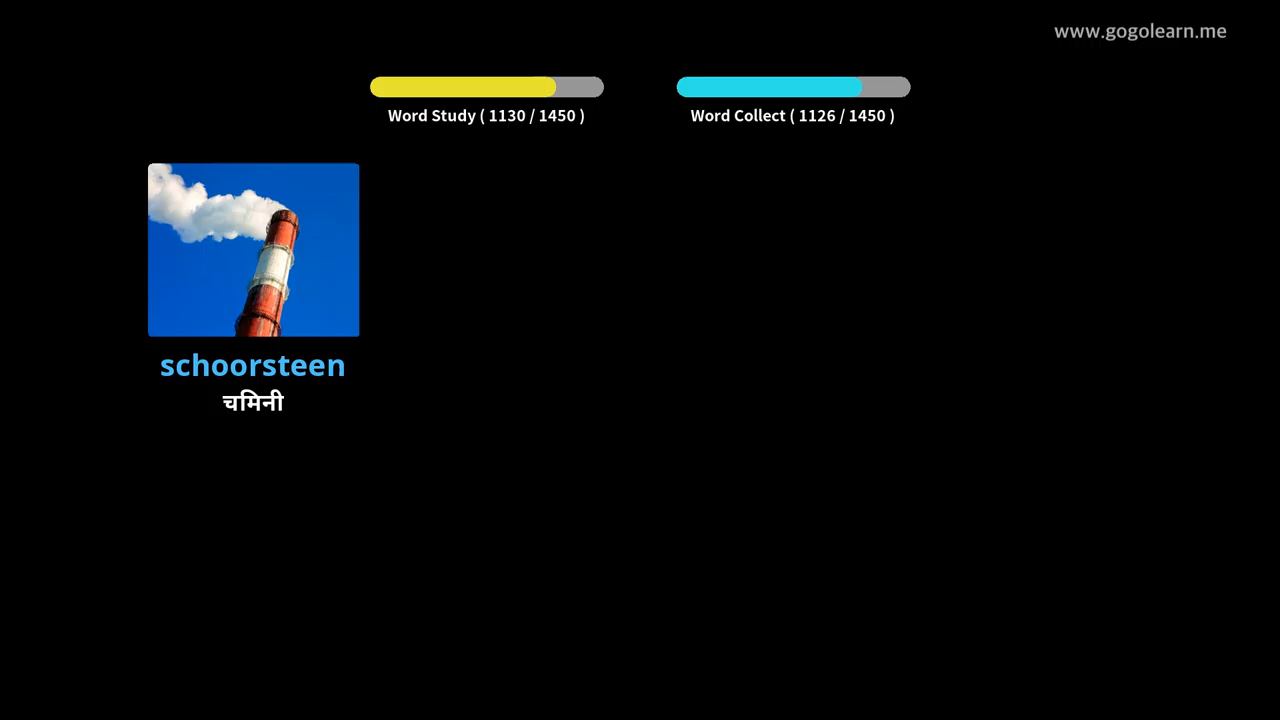 www.gogolearn.me
Word Study ( 1130 / 1450 )
Word Collect ( 1126 / 1450 )
schoorsteen
चिमनी